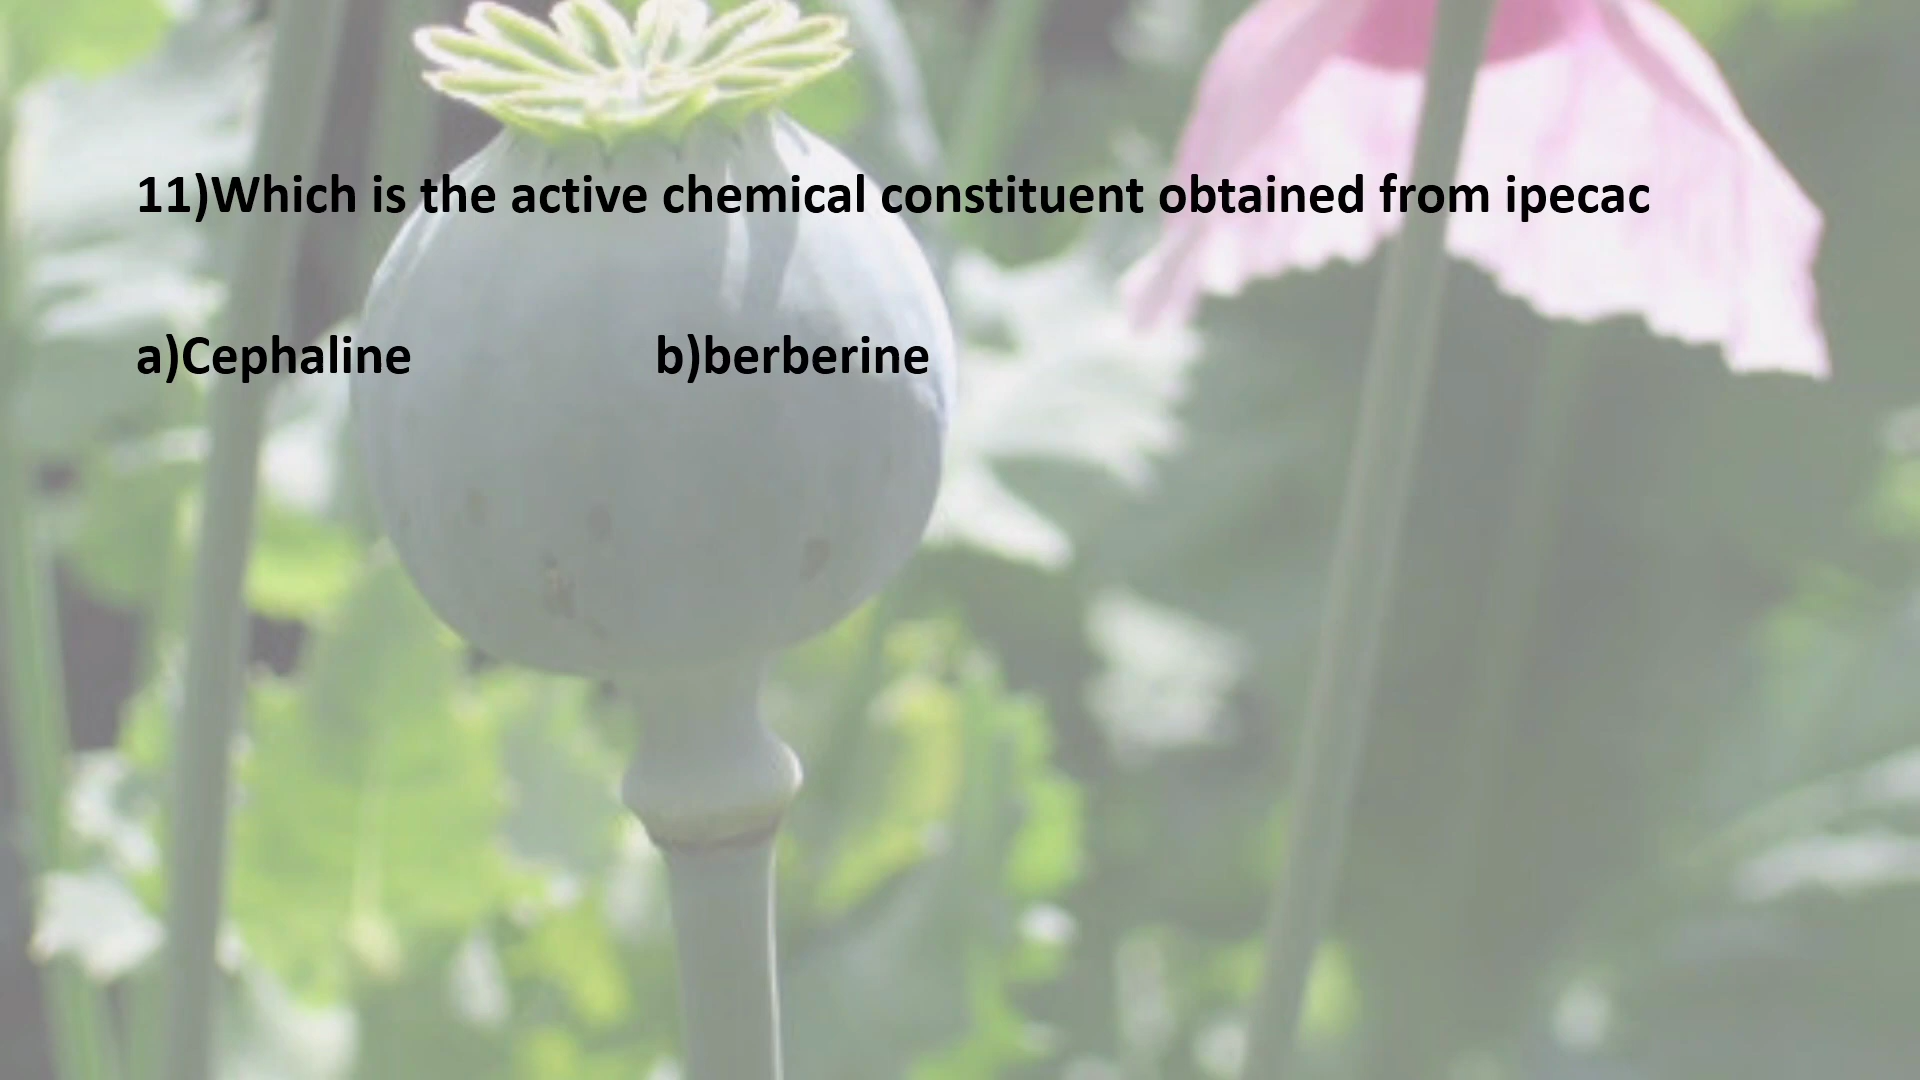 11)Which is the active chemical constituent obtained from ipecac
a)Cephaline b)berberine